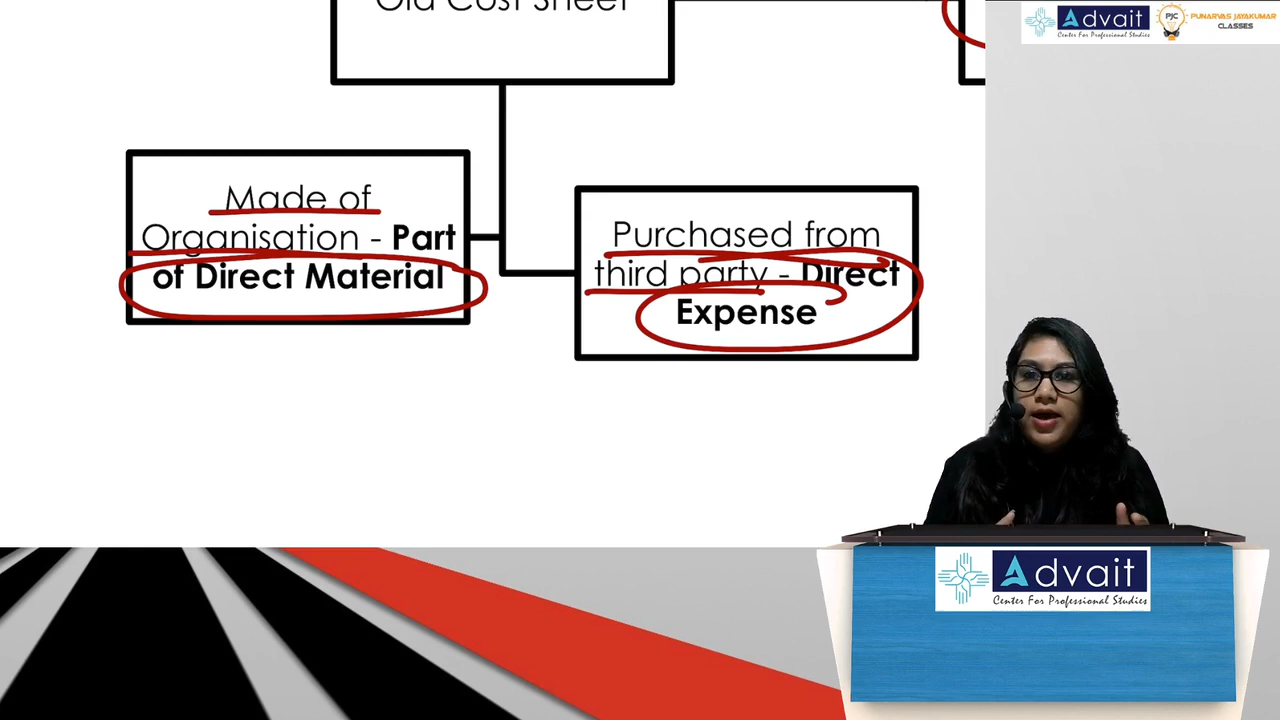 Old Cost Sheet
Made of
Organisation - Part
of Direct Material
Purchased from
third party - Direct
Expense
Advait
Center For Professional Studies
PJC
PUNARVAS JAYAKUMAR
CLASSES
Advait
Center For Professional Studies